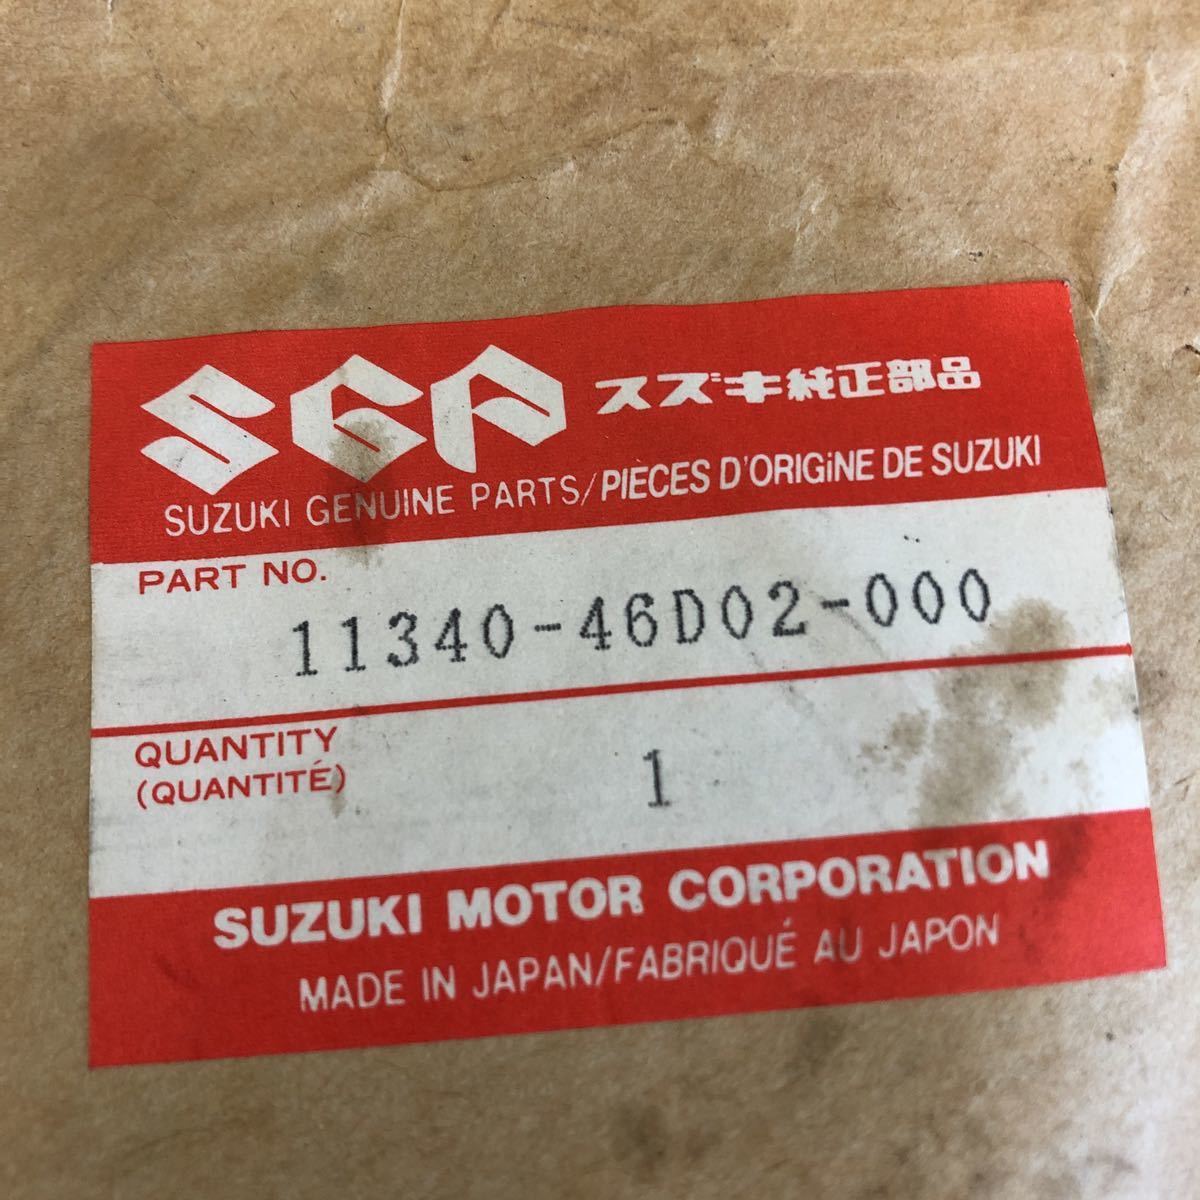 SGP スズキ純正部品
SUZUKI GENUINE PARTS/PIÈCES D'ORIGiNE DE SUZUKI
PART NO.
11340-46D02-000
QUANTITY
(QUANTITÉ)
1
SUZUKI MOTOR CORPORATION
MADE IN JAPAN/FABRIQUÉ AU JAPON